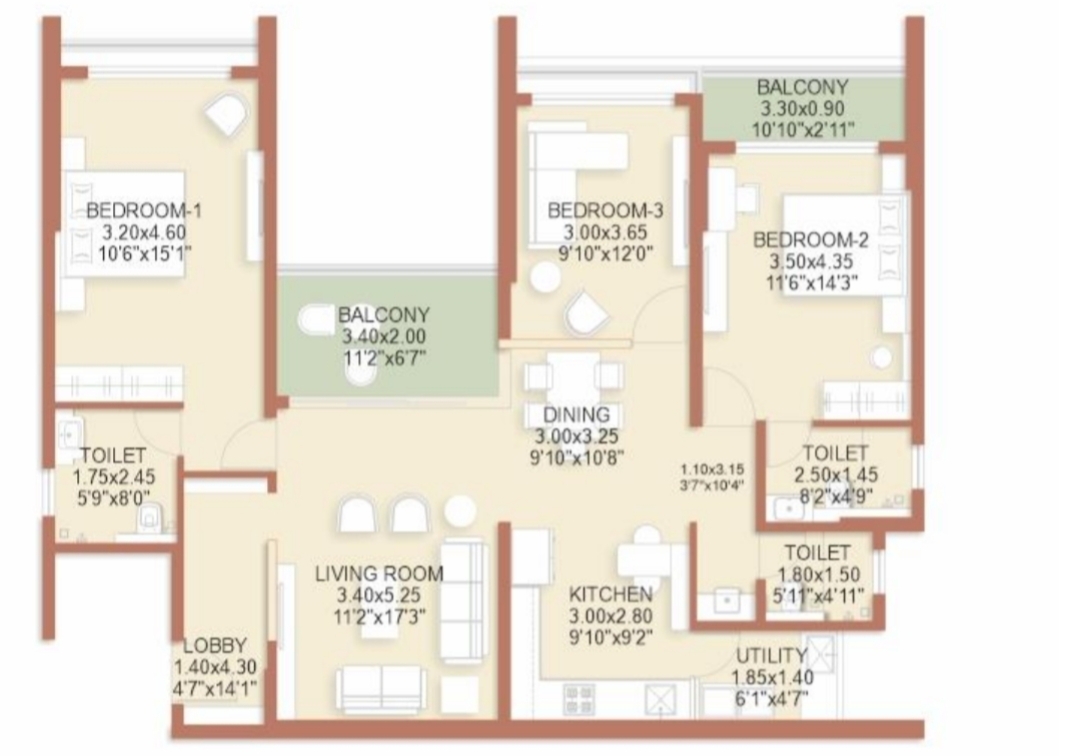 BALCONY
3.30x0.90
10'10"x2'11"
BEDROOM-1
3.20x4.60
10'6"x15'1"
BEDROOM-3
3.00x3.65
9'10"x12'0"
BEDROOM-2
3.50x4.35
11'6"x14'3"
BALCONY
3.40x2.00
11'2"x6'7"
DINING
3.00x3.25
9'10"x10'8"
TOILET
1.75x2.45
5'9"x8'0"
1.10x3.15
3'7"x10'4"
TOILET
2.50x1.45
8'2"x4'9"
LIVING ROOM
3.40x5.25
11'2"x17'3"
KITCHEN
3.00x2.80
9'10"x9'2"
TOILET
1.80x1.50
5'11"x4'11"
LOBBY
1.40x4.30
4'7"x14'1"
UTILITY
1.85x1.40
6'1"x4'7"